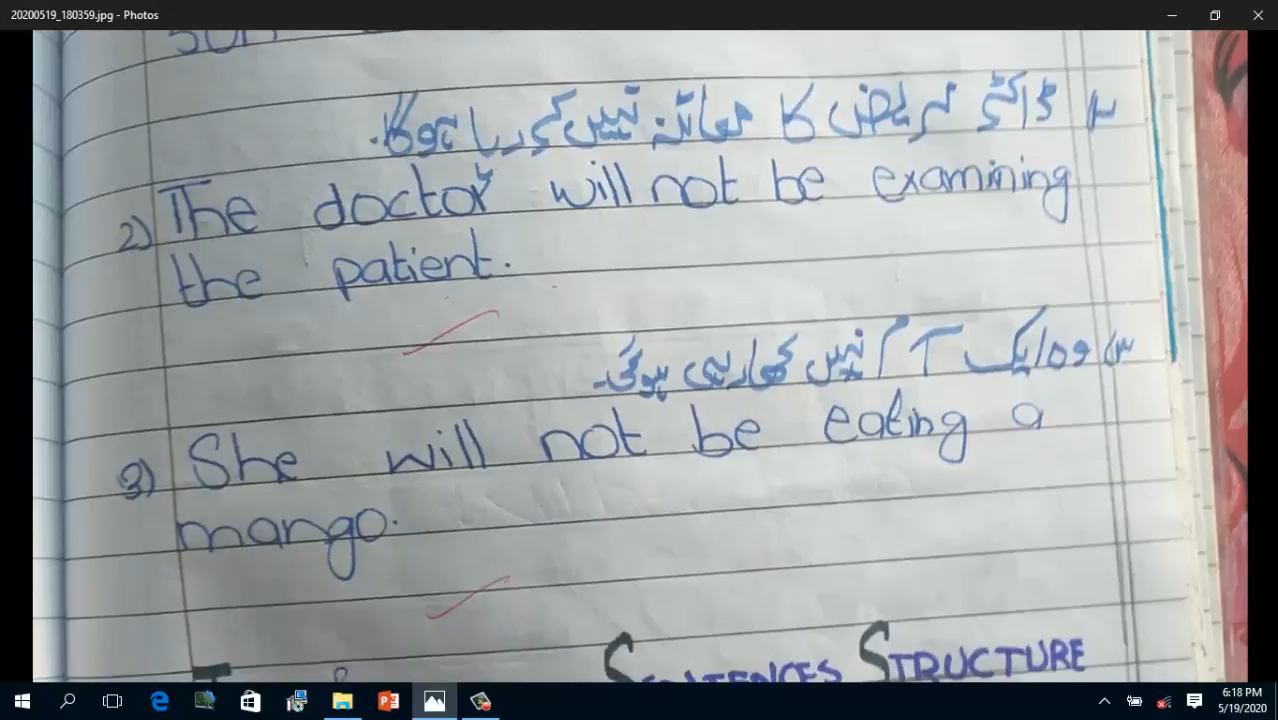 20200519_180359.jpg - Photos
SUN
۲ ڈاکٹر مریض کا معائنہ نہیں کر رہا ہوگا۔
2) The doctor will not be examining
the patient.
۳ وہ ایک آم نہیں کھا رہی ہوگی۔
3) She will not be eating a
mango.
SENTENCES STRUCTURE
6:18 PM
5/19/2020